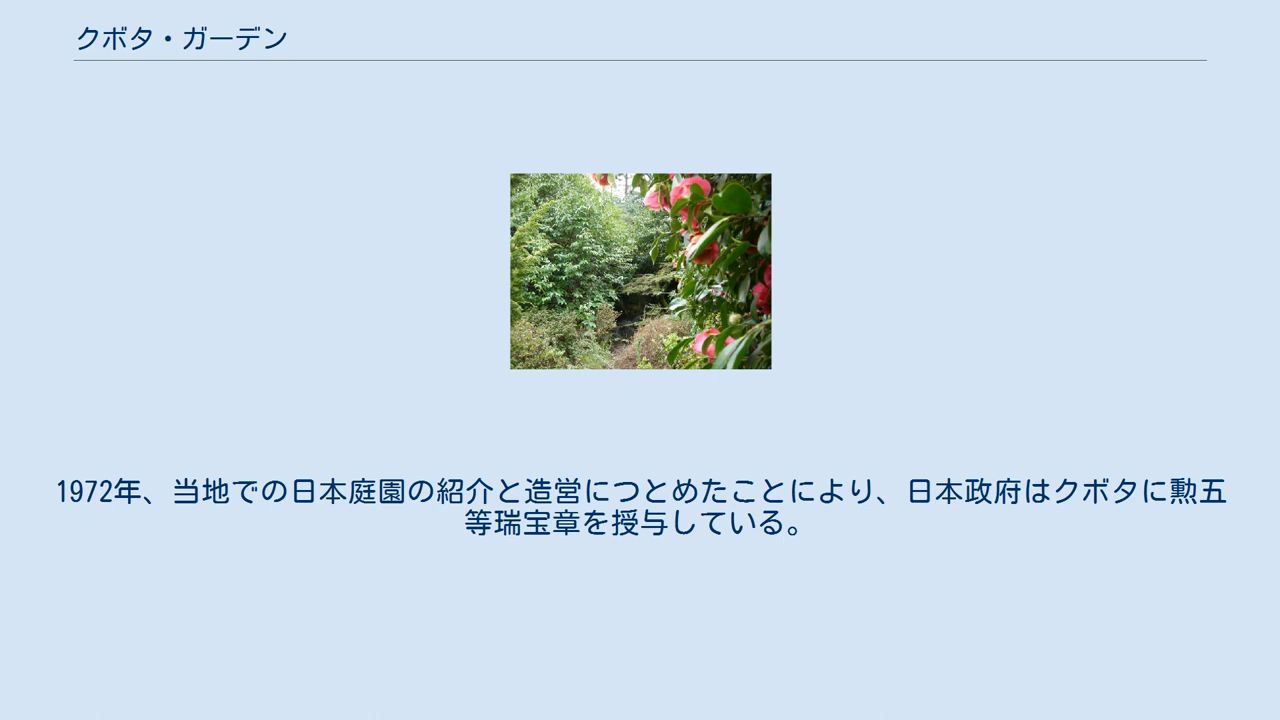 クボタ・ガーデン
1972年、当地での日本庭園の紹介と造営につとめたことにより、日本政府はクボタに勲五
等瑞宝章を授与している。